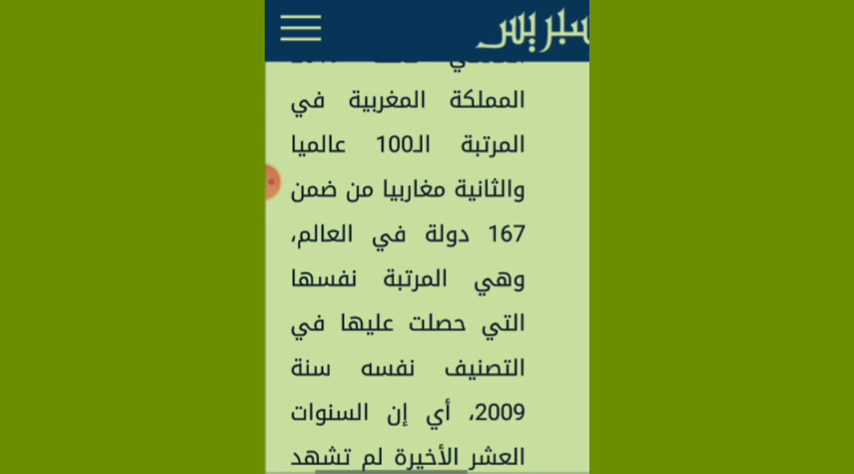 المملكة المغربية في
المرتبة الـ100 عالميا
والثانية مغاربيا من ضمن
167 دولة في العالم،
وهي المرتبة نفسها
التي حصلت عليها في
التصنيف نفسه سنة
2009، أي إن السنوات
العشر الأخيرة لم تشهد